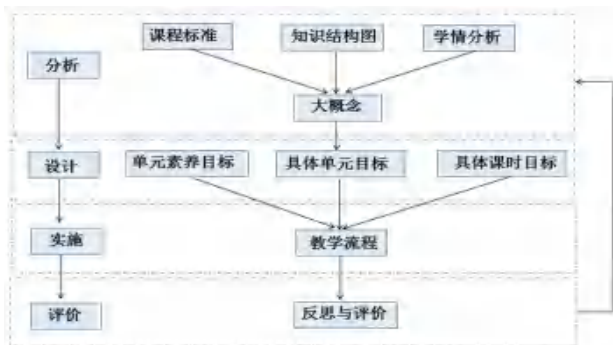 课程标准
知识结构图
学情分析
分析
大概念
设计
单元素养目标
具体单元目标
具体课时目标
实施
教学流程
评价
反思与评价